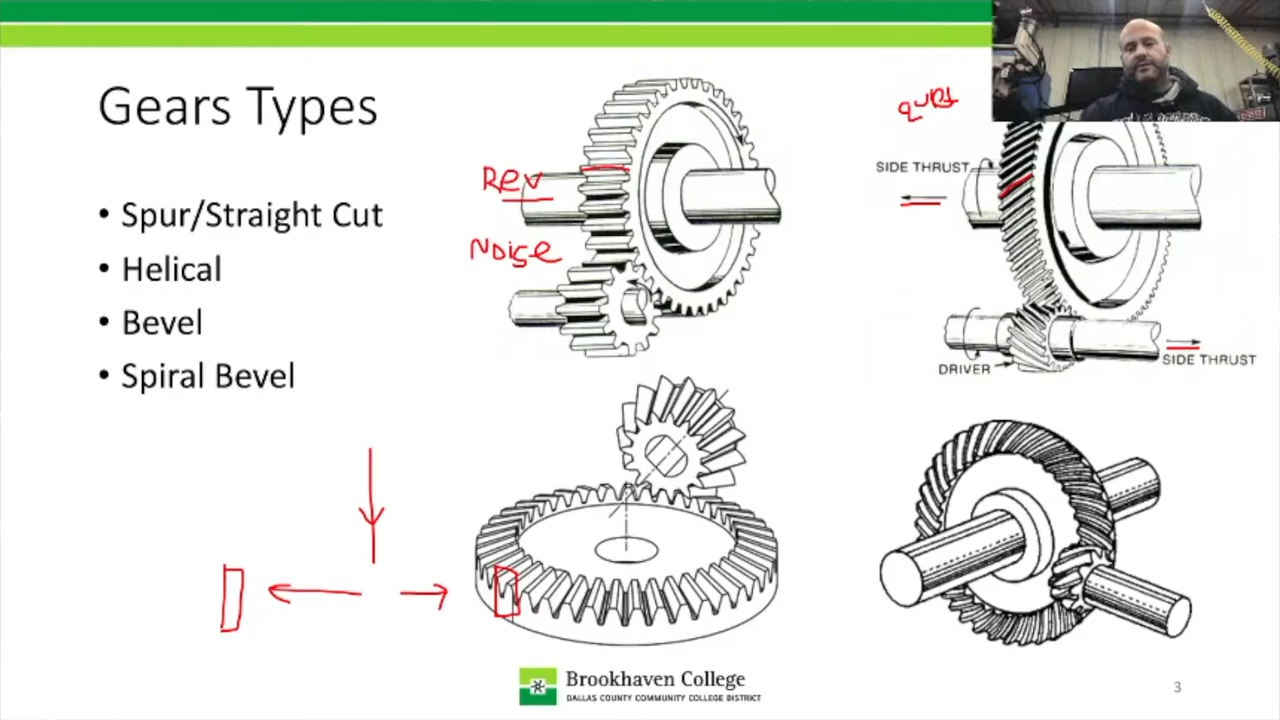 Gears Types
• Spur/Straight Cut
• Helical
• Bevel
• Spiral Bevel
Rev
Noise
SIDE THRUST
DRIVER
SIDE THRUST
Brookhaven College
DALLAS COUNTY COMMUNITY COLLEGE DISTRICT
3